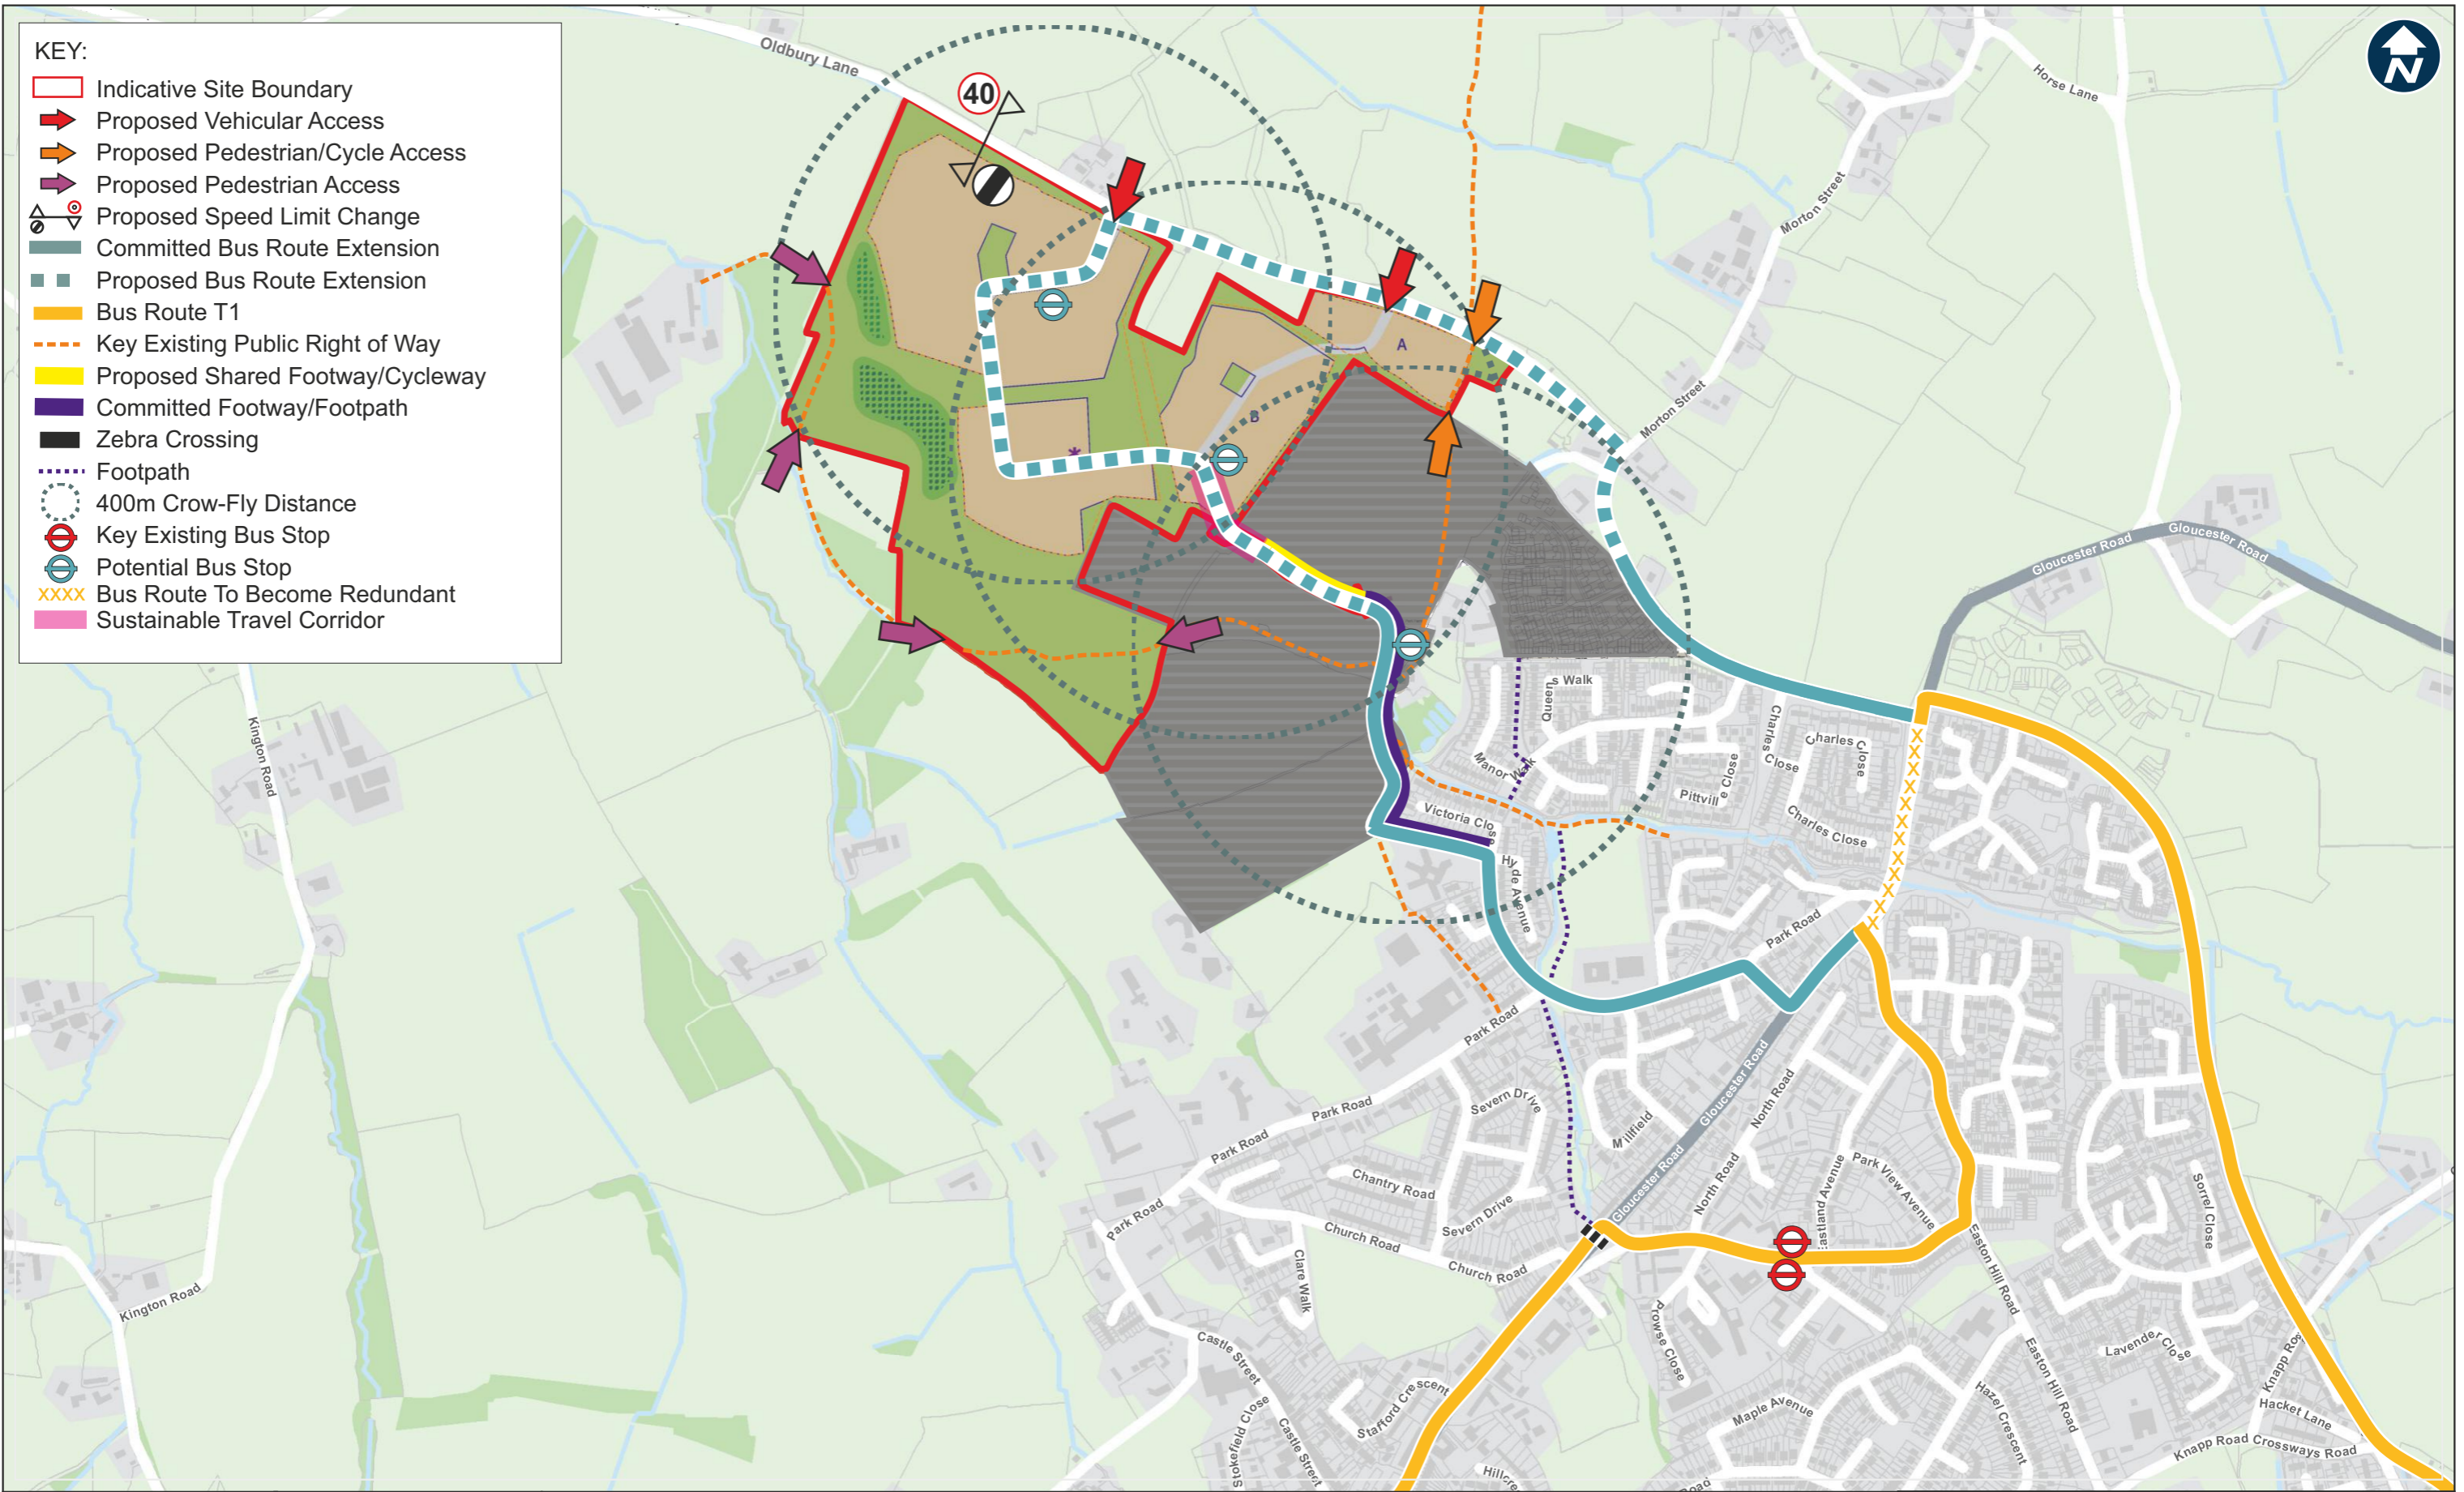 KEY:
Indicative Site Boundary
Proposed Vehicular Access
Proposed Pedestrian/Cycle Access
Proposed Pedestrian Access
Proposed Speed Limit Change
Committed Bus Route Extension
Proposed Bus Route Extension
Bus Route T1
Key Existing Public Right of Way
Proposed Shared Footway/Cycleway
Committed Footway/Footpath
Zebra Crossing
Footpath
400m Crow-Fly Distance
Key Existing Bus Stop
Potential Bus Stop
XXXX Bus Route To Become Redundant
Sustainable Travel Corridor
Oldbury Lane
40
N
Horse Lane
Morton Street
Morton Street
A
B
*
Gloucester Road
Gloucester Road
Queens Walk
Manor Walk
Charles Close
Charles Close
Pittville Close
Charles Close
Victoria Close
Hyde Avenue
Kington Road
Park Road
Park Road
Park Road
Park Road
Park Road
Severn Drive
Millfield
Gloucester Road
Gloucester Road
North Road
North Road
Chantry Road
Severn Drive
Church Road
Church Road
Clare Walk
Eastland Avenue
Park View Avenue
Sorrel Close
Easton Hill Road
Easton Hill Road
Kington Road
Prowse Close
Castle Street
Castle Street
Stokefield Close
Stafford Crescent
Maple Avenue
Hazel Crescent
Lavender Close
Hacket Lane
Knapp Road
Crossways Road
Road